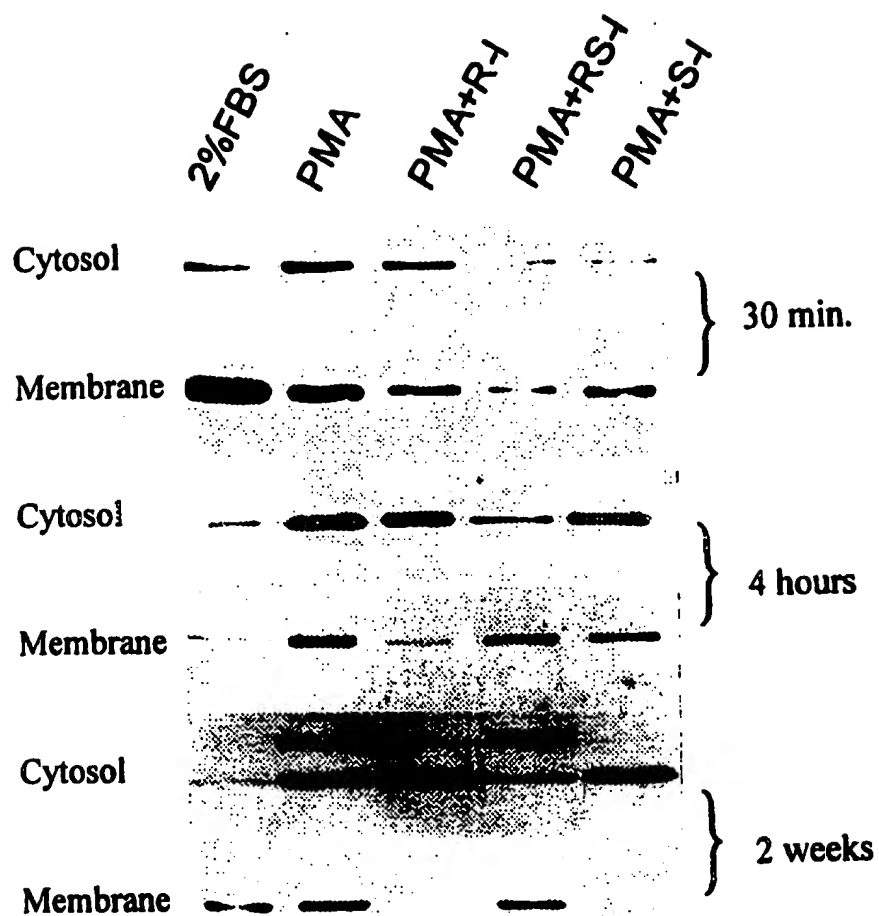 2%FBS
PMA
PMA+R-I
PMA+RS-I
PMA+S-I
Cytosol
30 min.
Membrane
Cytosol
4 hours
Membrane
Cytosol
2 weeks
Membrane